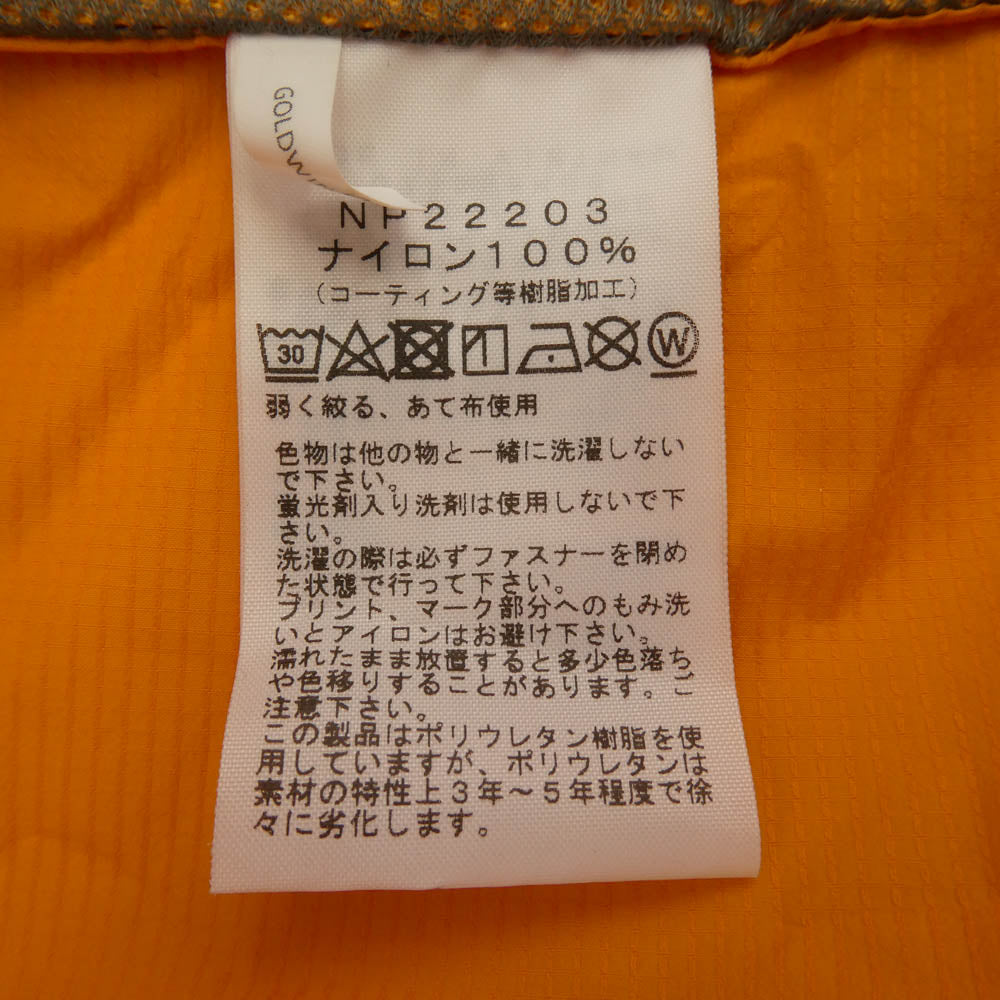 GOLDWI
NP22203
ナイロン100%
(コーティング等樹脂加工)
30 W
弱く絞る、あて布使用
色物は他の物と一緒に洗濯しない
で下さい。
蛍光剤入り洗剤は使用しないで下
さい。
洗濯の際は必ずファスナーを閉め
た状態で行って下さい。
プリント、マーク部分へのもみ洗
いとアイロンはお避け下さい。
濡れたまま放置すると多少色落ち
や色移りすることがあります。ご
注意下さい。
この製品はポリウレタン樹脂を使
用していますが、ポリウレタンは
素材の特性上3年～5年程度で徐
々に劣化します。